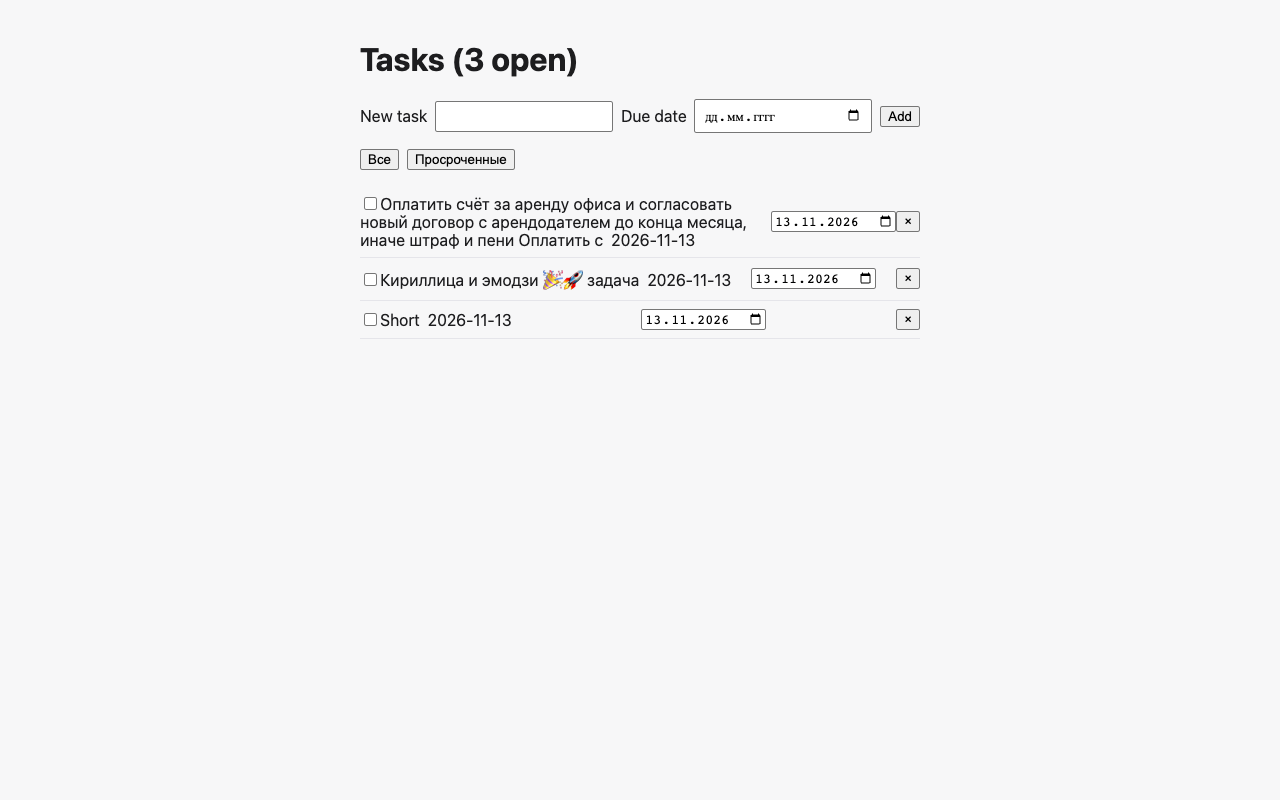 Tasks (3 open)
New task Due date дд.мм.гггг Add
Все Просроченные
Оплатить счёт за аренду офиса и согласовать
новый договор с арендодателем до конца месяца,
иначе штраф и пени Оплатить с 2026-11-13
13.11.2026 ×
Кириллица и эмодзи 🎉🚀 задача 2026-11-13 13.11.2026 ×
Short 2026-11-13 13.11.2026 ×